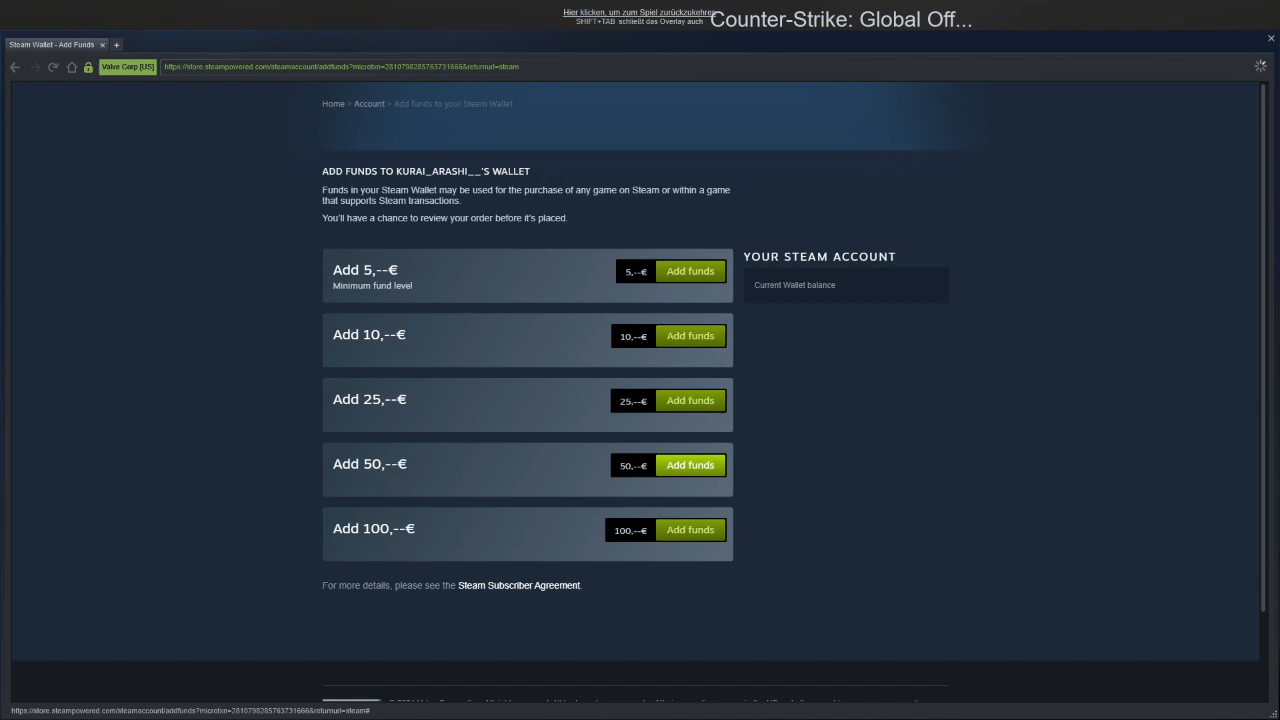 Hier klicken, um zum Spiel zurückzukehren
SHIFT+TAB schließt das Overlay auch
Counter-Strike: Global Off...
Steam Wallet - Add Funds
Valve Corp [US]
https://store.steampowered.com/steamaccount/addfunds?microtxn=2810798285763731666&returnurl=steam
Home > Account > Add funds to your Steam Wallet
ADD FUNDS TO KURAI_ARASHI__'S WALLET
Funds in your Steam Wallet may be used for the purchase of any game on Steam or within a game
that supports Steam transactions.
You'll have a chance to review your order before it's placed.
Add 5,--€
Minimum fund level
5,--€ Add funds
YOUR STEAM ACCOUNT
Current Wallet balance
Add 10,--€
10,--€ Add funds
Add 25,--€
25,--€ Add funds
Add 50,--€
50,--€ Add funds
Add 100,--€
100,--€ Add funds
For more details, please see the Steam Subscriber Agreement.
https://store.steampowered.com/steamaccount/addfunds?microtxn=2810798285763731666&returnurl=steam#